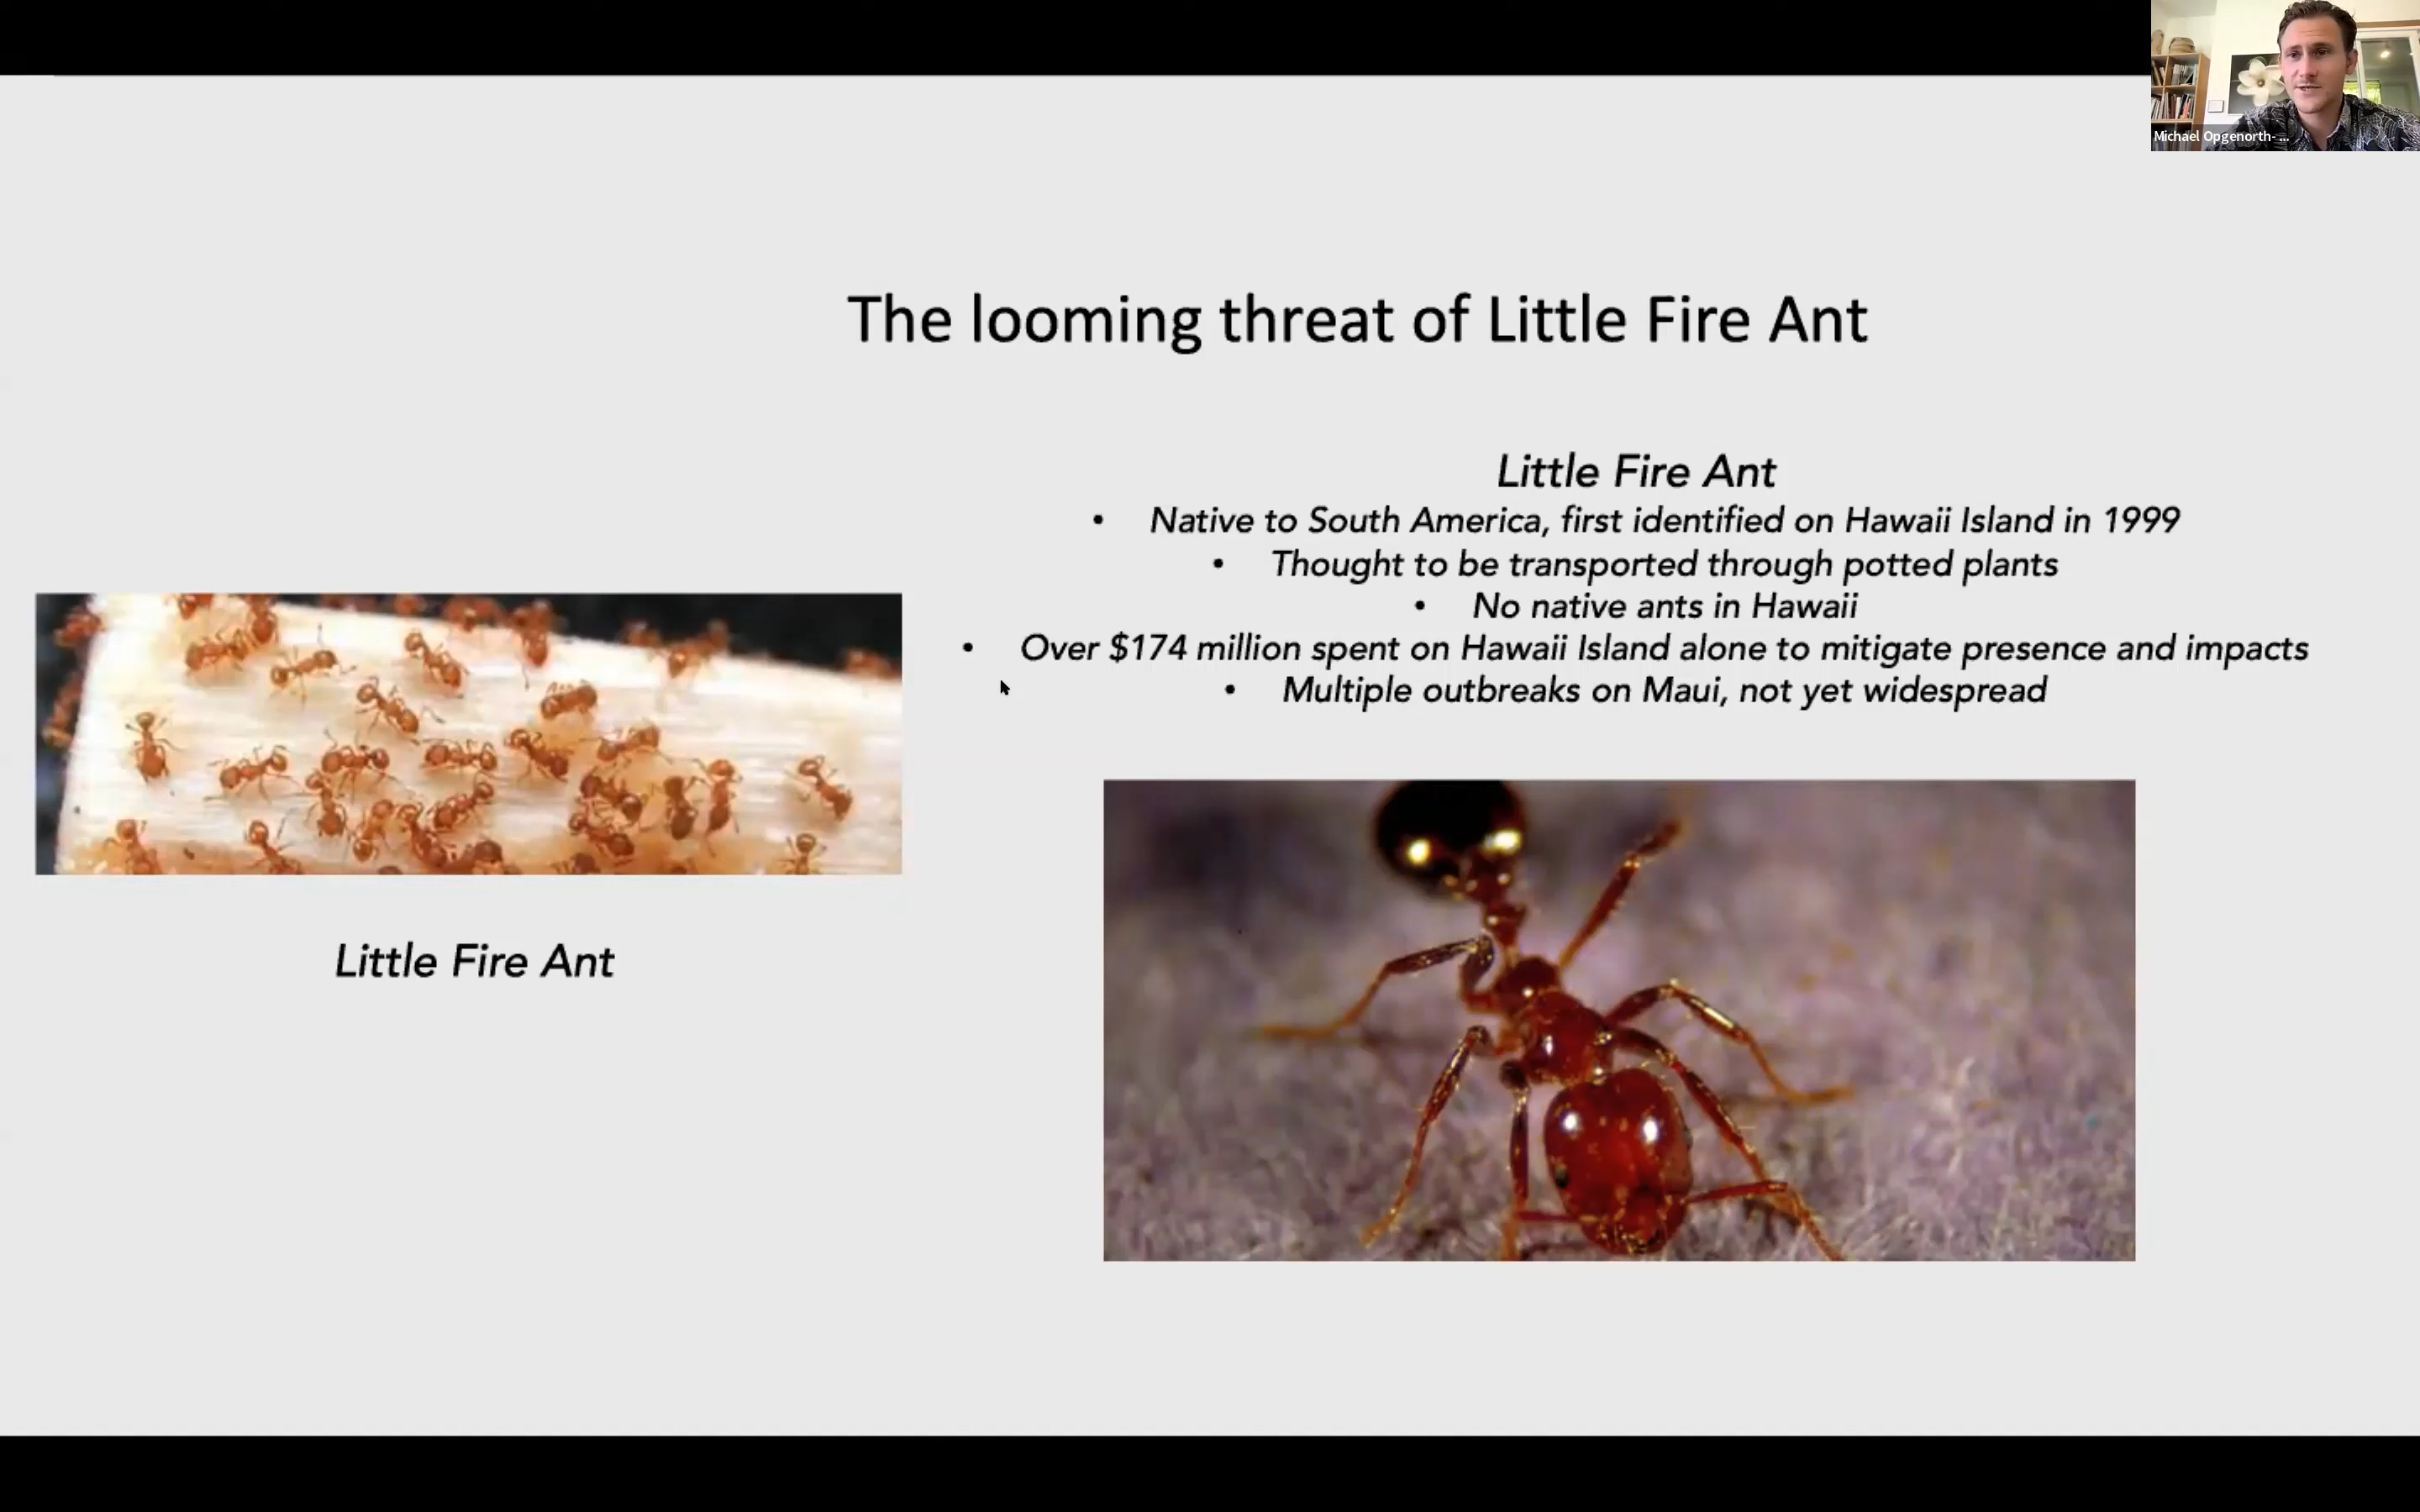 Michael Opgenorth- ...
The looming threat of Little Fire Ant
Little Fire Ant
• Native to South America, first identified on Hawaii Island in 1999
• Thought to be transported through potted plants
• No native ants in Hawaii
• Over $174 million spent on Hawaii Island alone to mitigate presence and impacts
• Multiple outbreaks on Maui, not yet widespread
Little Fire Ant